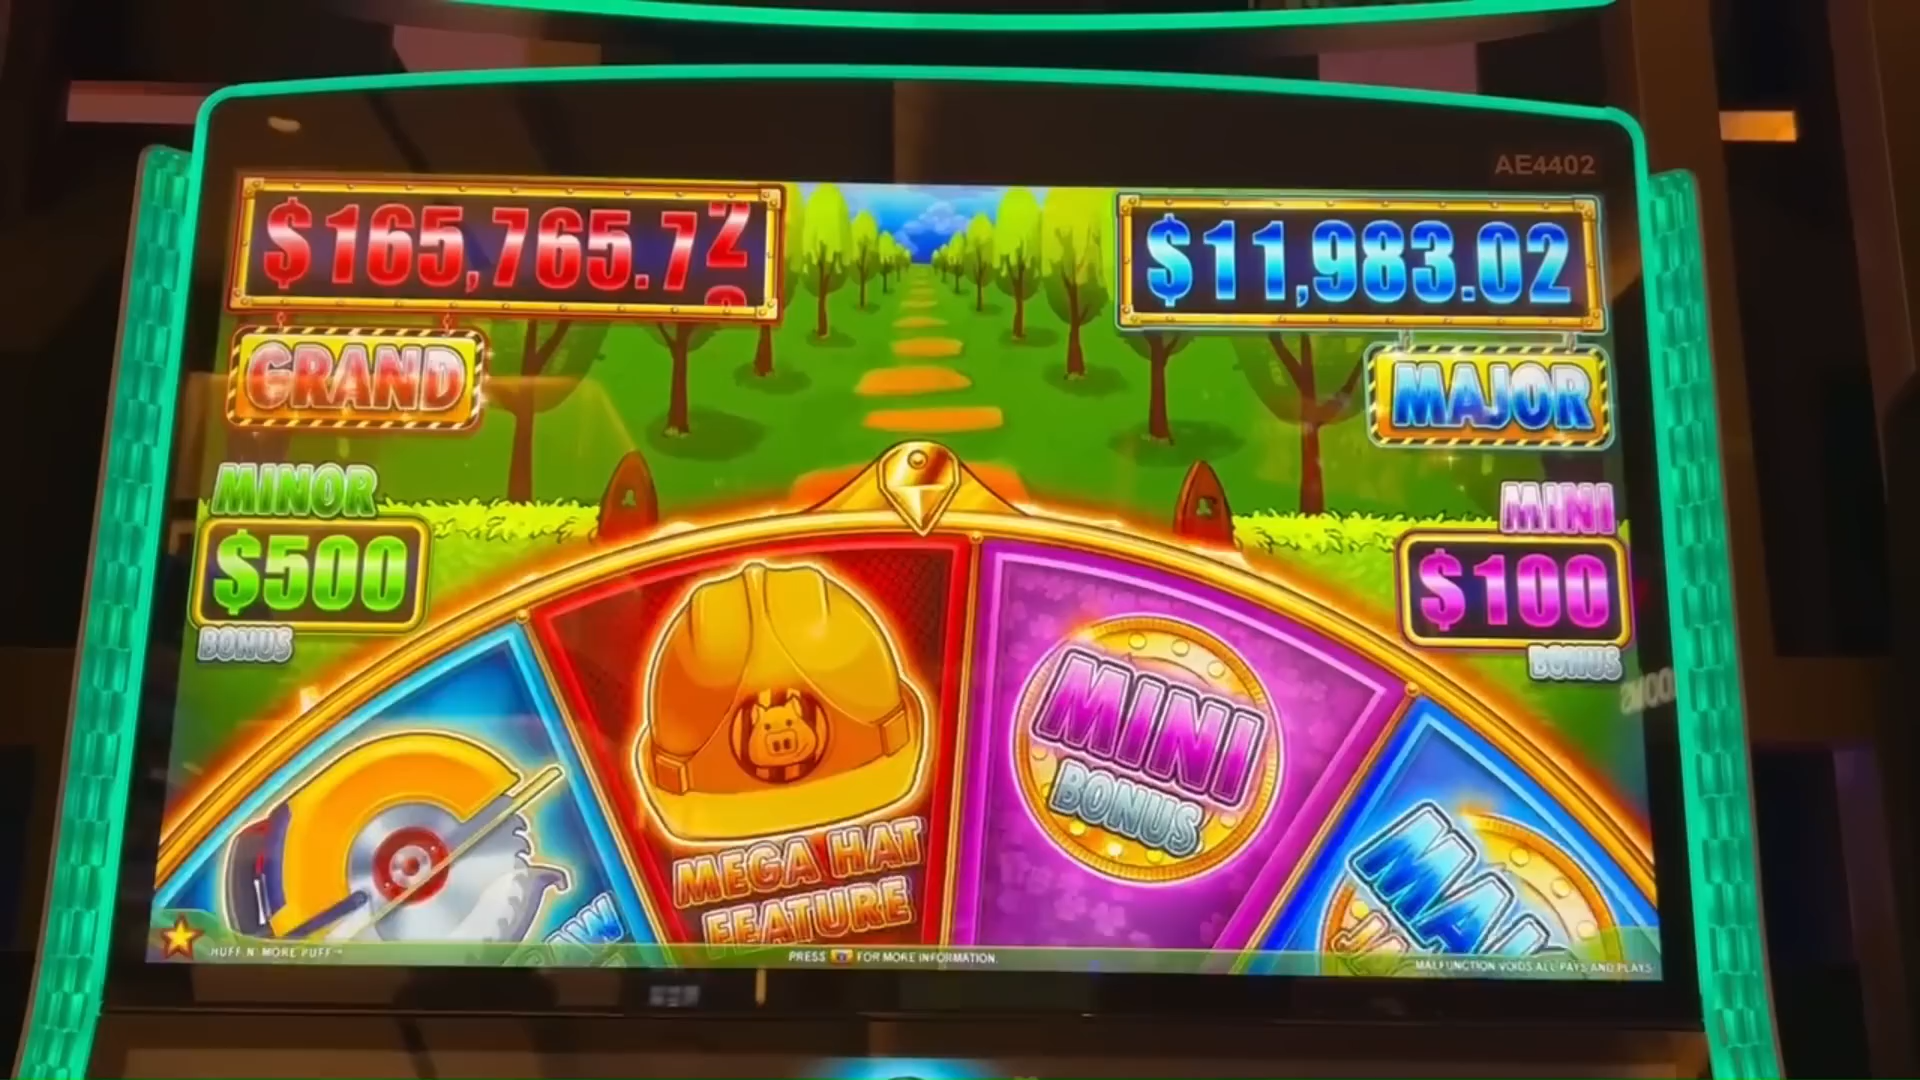 AE4402
$165,765.72
$11,983.02
GRAND
MAJOR
MINOR
$500
BONUS
MINI
$100
BONUS
MEGA HAT
FEATURE
MINI
BONUS
HUFF N' MORE PUFF™
PRESS FOR MORE INFORMATION.
MALFUNCTION VOIDS ALL PAYS AND PLAYS